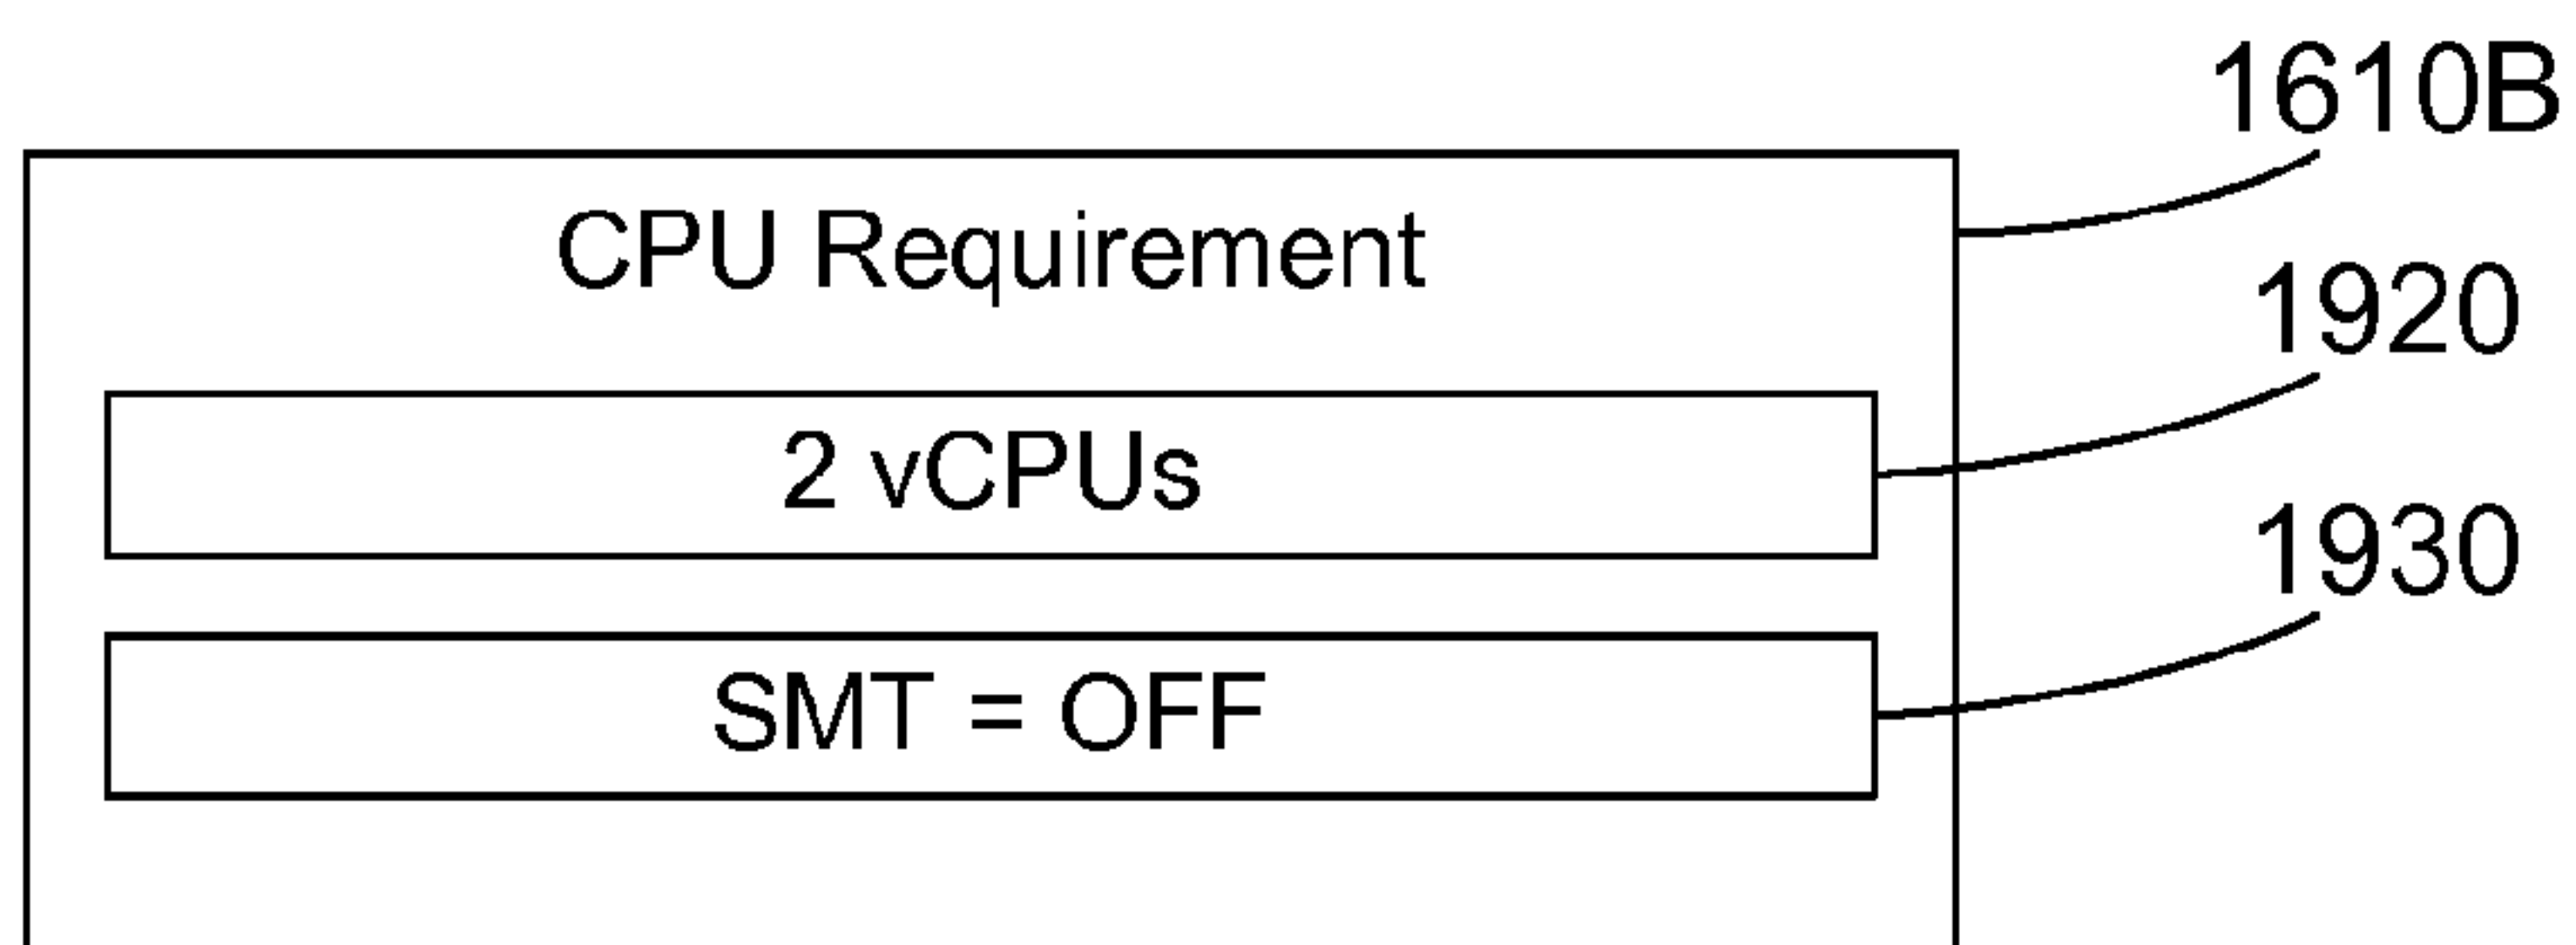 1610B
CPU Requirement
1920
2 vCPUs
1930
SMT = OFF